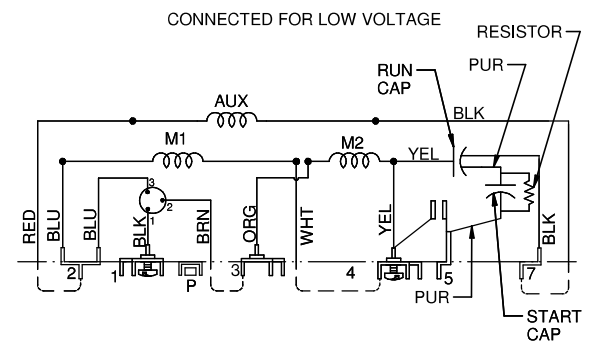 CONNECTED FOR LOW VOLTAGE
RESISTOR
PUR
RUN
CAP
AUX
BLK
M1
M2
YEL
3
2
1
RED
BLU
BLU
BLK
BRN
ORG
WHT
YEL
BLK
2
1
P
3
4
5
7
PUR
START
CAP